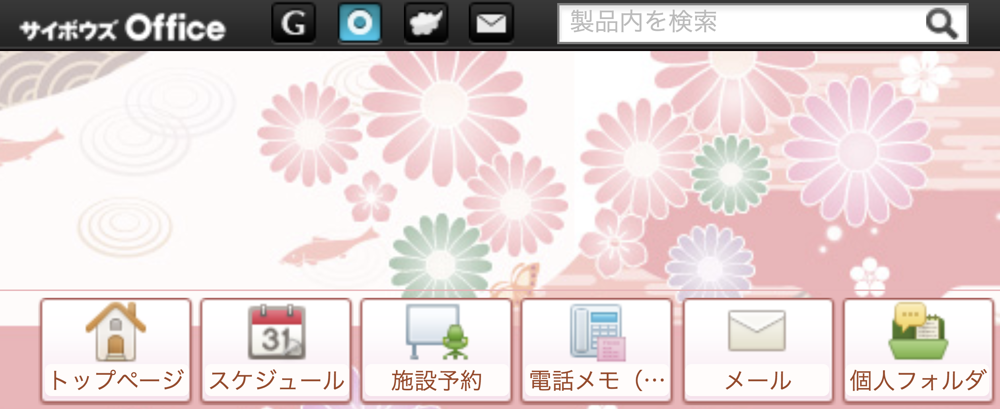 サイボウズ Office
G
製品内を検索
31
トップページ
スケジュール
施設予約
電話メモ（…
メール
個人フォルダ